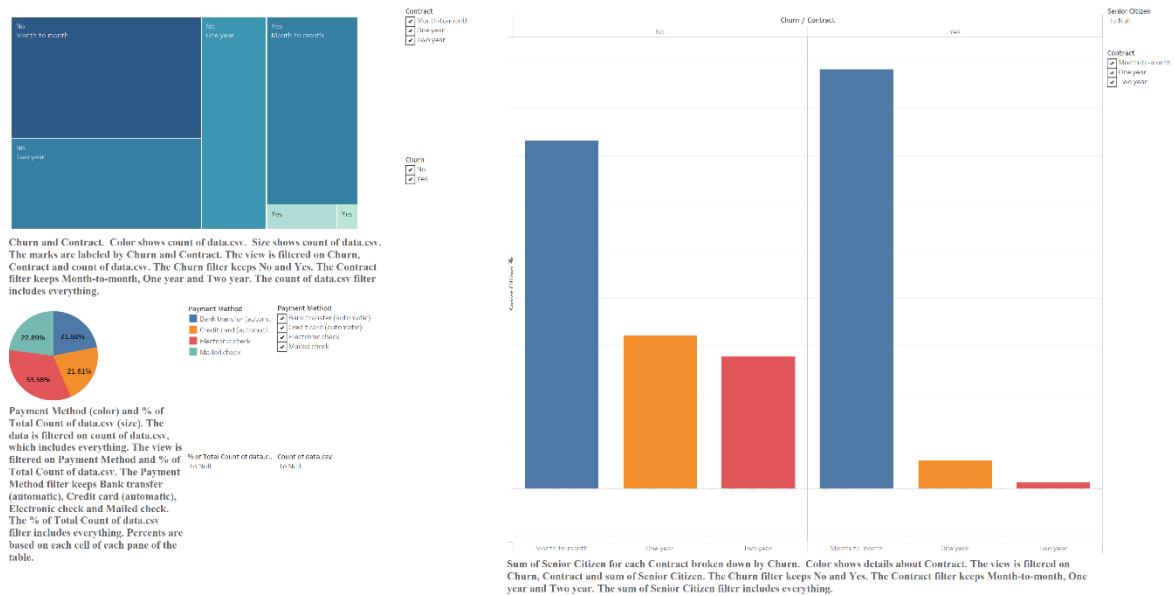 No
Month to month
No
One year
Yes
Month to month
No
Two year
Yes
Yes
Contract
Month-to-month
One year
Two year
Churn
No
Yes
Churn and Contract. Color shows count of data.csv. Size shows count of data.csv.
The marks are labeled by Churn and Contract. The view is filtered on Churn,
Contract and count of data.csv. The Churn filter keeps No and Yes. The Contract
filter keeps Month-to-month, One year and Two year. The count of data.csv filter
includes everything.
22.89%
21.92%
33.58%
21.61%
Payment Method
Bank transfer (autom..
Credit card (automat..
Electronic check
Mailed check
Payment Method
Bank transfer (automatic)
Credit card (automatic)
Electronic check
Mailed check
Payment Method (color) and % of
Total Count of data.csv (size). The
data is filtered on count of data.csv,
which includes everything. The view is
filtered on Payment Method and % of
Total Count of data.csv. The Payment
Method filter keeps Bank transfer
(automatic), Credit card (automatic),
Electronic check and Mailed check.
The % of Total Count of data.csv
filter includes everything. Percents are
based on each cell of each pane of the
table.
% of Total Count of data.c..
To Null
Count of data.csv
To Null
Churn / Contract
No
Yes
Senior Citizen
Month to month
One year
Two year
Month to month
One year
Two year
Senior Citizen
To Null
Contract
Month-to-month
One year
Two year
Sum of Senior Citizen for each Contract broken down by Churn. Color shows details about Contract. The view is filtered on
Churn, Contract and sum of Senior Citizen. The Churn filter keeps No and Yes. The Contract filter keeps Month-to-month, One
year and Two year. The sum of Senior Citizen filter includes everything.